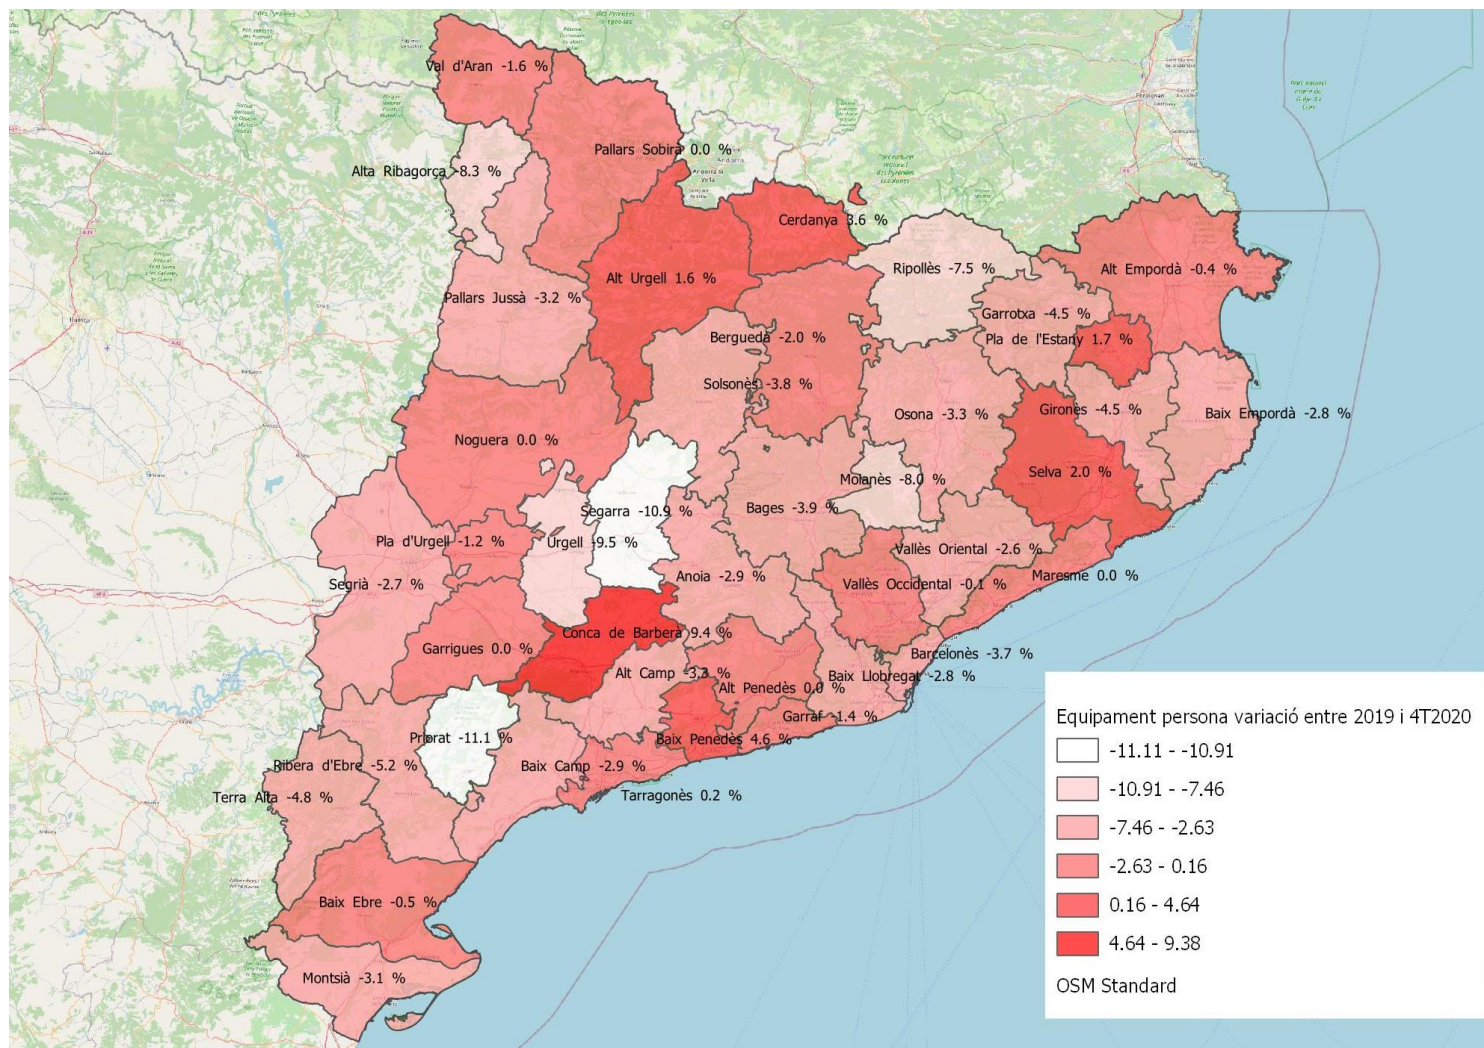 Val d'Aran -1.6 %
Pallars Sobirà 0.0 %
Alta Ribagorça -8.3 %
Cerdanya 3.6 %
Ripollès -7.5 %
Alt Empordà -0.4 %
Alt Urgell 1.6 %
Pallars Jussà -3.2 %
Garrotxa -4.5 %
Berguedà -2.0 %
Pla de l'Estany 1.7 %
Solsonès -3.8 %
Osona -3.3 %
Gironès -4.5 %
Baix Empordà -2.8 %
Noguera 0.0 %
Selva 2.0 %
Moianès -8.0 %
Segarra -10.9 %
Bages -3.9 %
Pla d'Urgell -1.2 %
Urgell -9.5 %
Vallès Oriental -2.6 %
Segrià -2.7 %
Anoia -2.9 %
Vallès Occidental -0.1 %
Maresme 0.0 %
Conca de Barberà 9.4 %
Garrigues 0.0 %
Barcelonès -3.7 %
Alt Camp -3.3 %
Baix Llobregat -2.8 %
Alt Penedès 0.0 %
Garraf -1.4 %
Priorat -11.1 %
Baix Penedès 4.6 %
Ribera d'Ebre -5.2 %
Baix Camp -2.9 %
Terra Alta -4.8 %
Tarragonès 0.2 %
Baix Ebre -0.5 %
Montsià -3.1 %
Equipament persona variació entre 2019 i 4T2020
-11.11 - -10.91
-10.91 - -7.46
-7.46 - -2.63
-2.63 - 0.16
0.16 - 4.64
4.64 - 9.38
OSM Standard